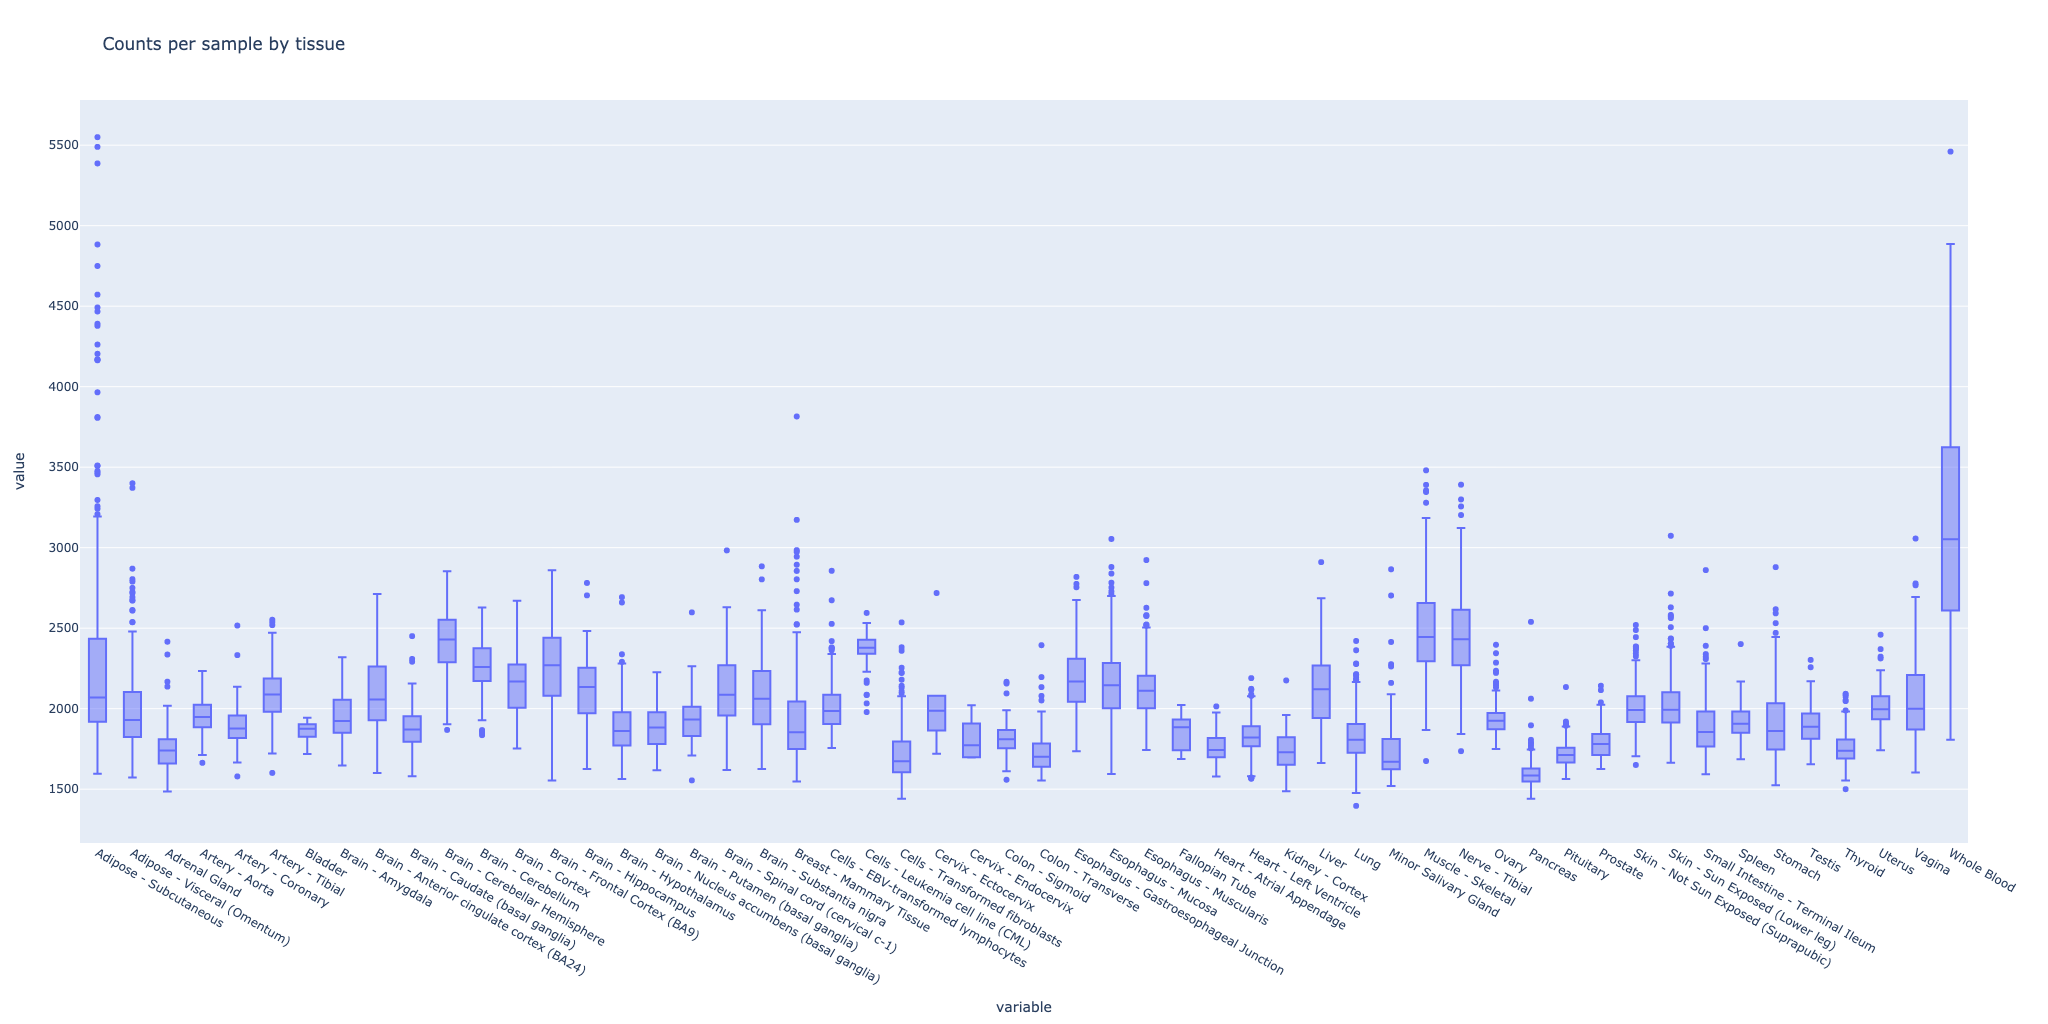 Counts per sample by tissue
5500
5000
4500
4000
3500
3000
2500
2000
1500
value
Adipose - Subcutaneous
Adipose - Visceral (Omentum)
Adrenal Gland
Artery - Aorta
Artery - Coronary
Artery - Tibial
Bladder
Brain - Amygdala
Brain - Anterior cingulate cortex (BA24)
Brain - Caudate (basal ganglia)
Brain - Cerebellar Hemisphere
Brain - Cerebellum
Brain - Cortex
Brain - Frontal Cortex (BA9)
Brain - Hippocampus
Brain - Hypothalamus
Brain - Nucleus accumbens (basal ganglia)
Brain - Putamen (basal ganglia)
Brain - Spinal cord (cervical c-1)
Brain - Substantia nigra
Breast - Mammary Tissue
Cells - EBV-transformed lymphocytes
Cells - Leukemia cell line (CML)
Cells - Transformed fibroblasts
Cervix - Ectocervix
Cervix - Endocervix
Colon - Sigmoid
Colon - Transverse
Esophagus - Gastroesophageal Junction
Esophagus - Mucosa
Esophagus - Muscularis
Fallopian Tube
Heart - Atrial Appendage
Heart - Left Ventricle
Kidney - Cortex
Liver
Lung
Minor Salivary Gland
Muscle - Skeletal
Nerve - Tibial
Ovary
Pancreas
Pituitary
Prostate
Skin - Not Sun Exposed (Suprapubic)
Skin - Sun Exposed (Lower leg)
Small Intestine - Terminal Ileum
Spleen
Stomach
Testis
Thyroid
Uterus
Vagina
Whole Blood
variable